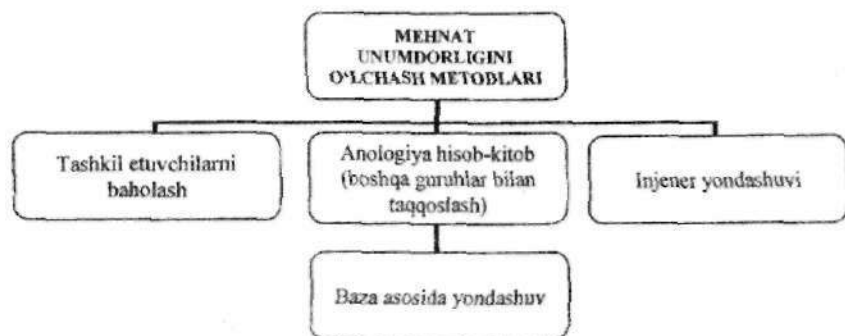 MEHNAT
UNUMDORLIGINI
O‘LCHASH METOBLARI
Tashkil etuvchilarni
baholash
Anologiya hisob-kitob
(boshqa guruhlar bilan
taqqoslash)
Injener yondashuvi
Baza asosida yondashuv